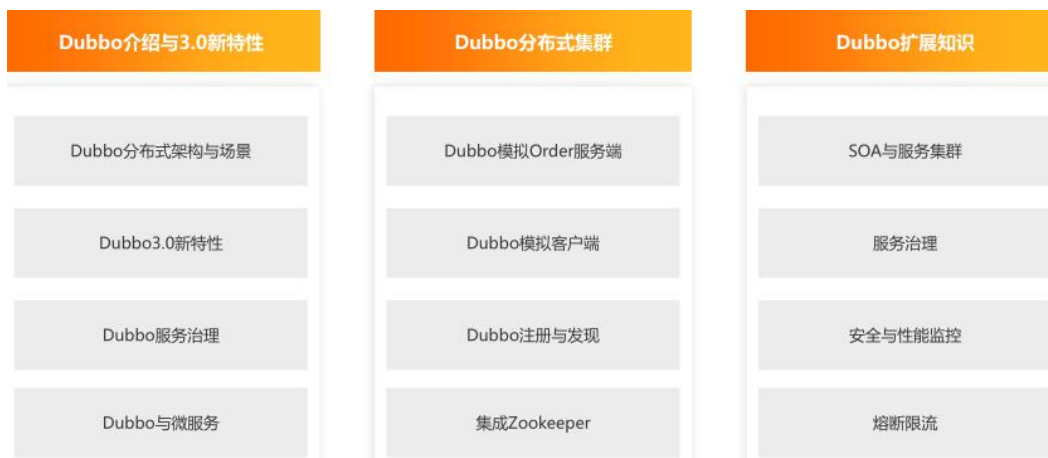 Dubbo介绍与3.0新特性
Dubbo分布式架构与场景
Dubbo3.0新特性
Dubbo服务治理
Dubbo与微服务
Dubbo分布式集群
Dubbo模拟Order服务端
Dubbo模拟客户端
Dubbo注册与发现
集成Zookeeper
Dubbo扩展知识
SOA与服务集群
服务治理
安全与性能监控
熔断限流